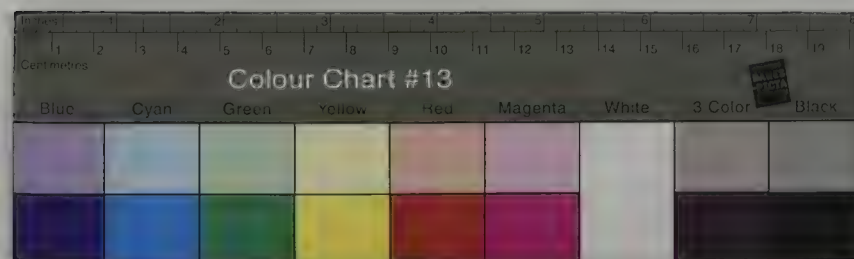 Inches 1 2 3 4 5 6 7 8
1 2 3 4 5 6 7 8 9 10 11 12 13 14 15 16 17 18 19
Centimetres
Colour Chart #13
Blue Cyan Green Yellow Red Magenta White 3 Color Black